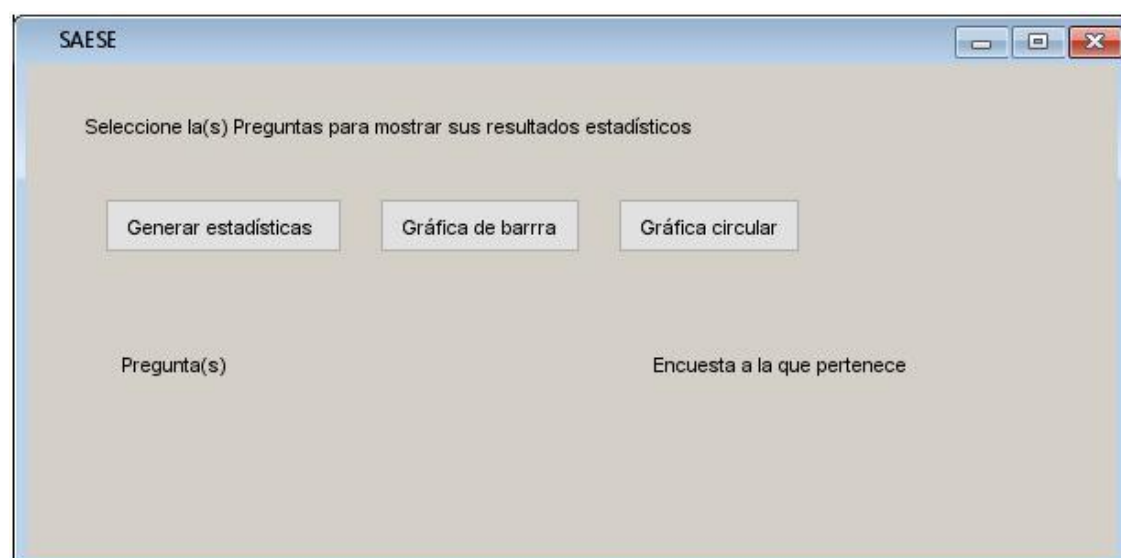 SAESE
Seleccione la(s) Preguntas para mostrar sus resultados estadísticos
Generar estadísticas Gráfica de barrra Gráfica circular
Pregunta(s) Encuesta a la que pertenece